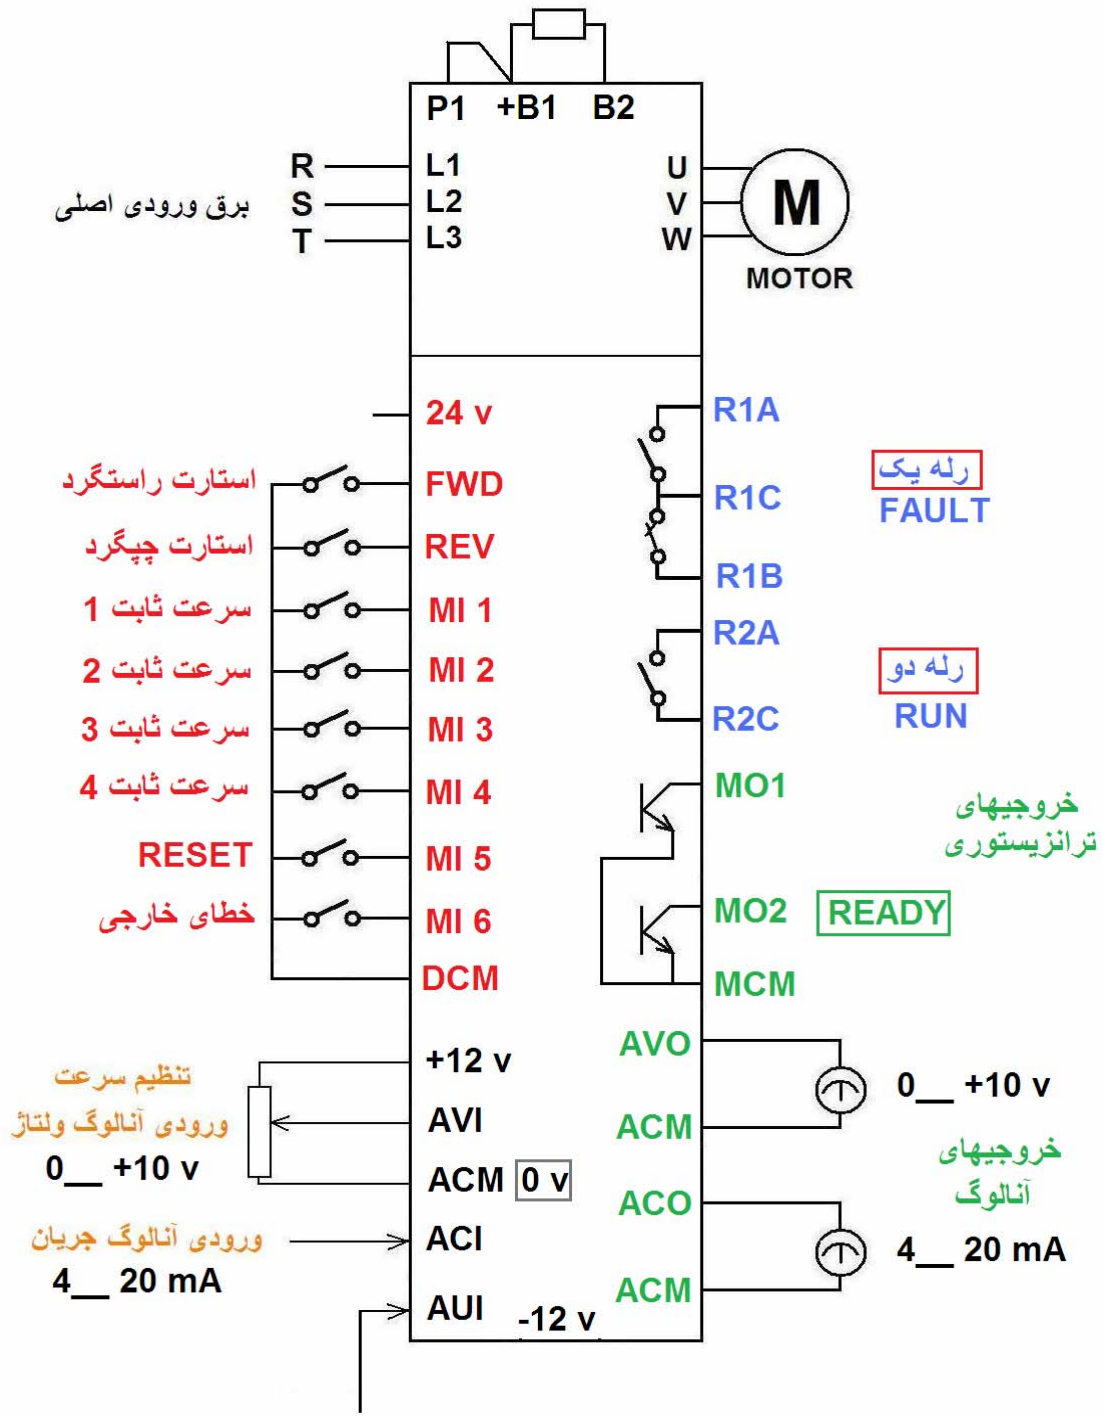 P1 +B1 B2
R L1
برق ورودی اصلی S L2
T L3
U
V
W
M
MOTOR
24 v
استارت راستگرد FWD
استارت چپگرد REV
سرعت ثابت 1 MI 1
سرعت ثابت 2 MI 2
سرعت ثابت 3 MI 3
سرعت ثابت 4 MI 4
RESET MI 5
خطای خارجی MI 6
DCM
+12 v
تنظیم سرعت
ورودی آنالوگ ولتاژ AVI
0__ +10 v
ACM 0 v
ورودی آنالوگ جریان ACI
4__ 20 mA
AUI
-12 v
R1A
رله یک
R1C
FAULT
R1B
R2A
رله دو
R2C
RUN
MO1
خروجیهای
ترانزیستوری
MO2 READY
MCM
AVO
0__ +10 v
ACM
خروجیهای
آنالوگ
ACO
4__ 20 mA
ACM